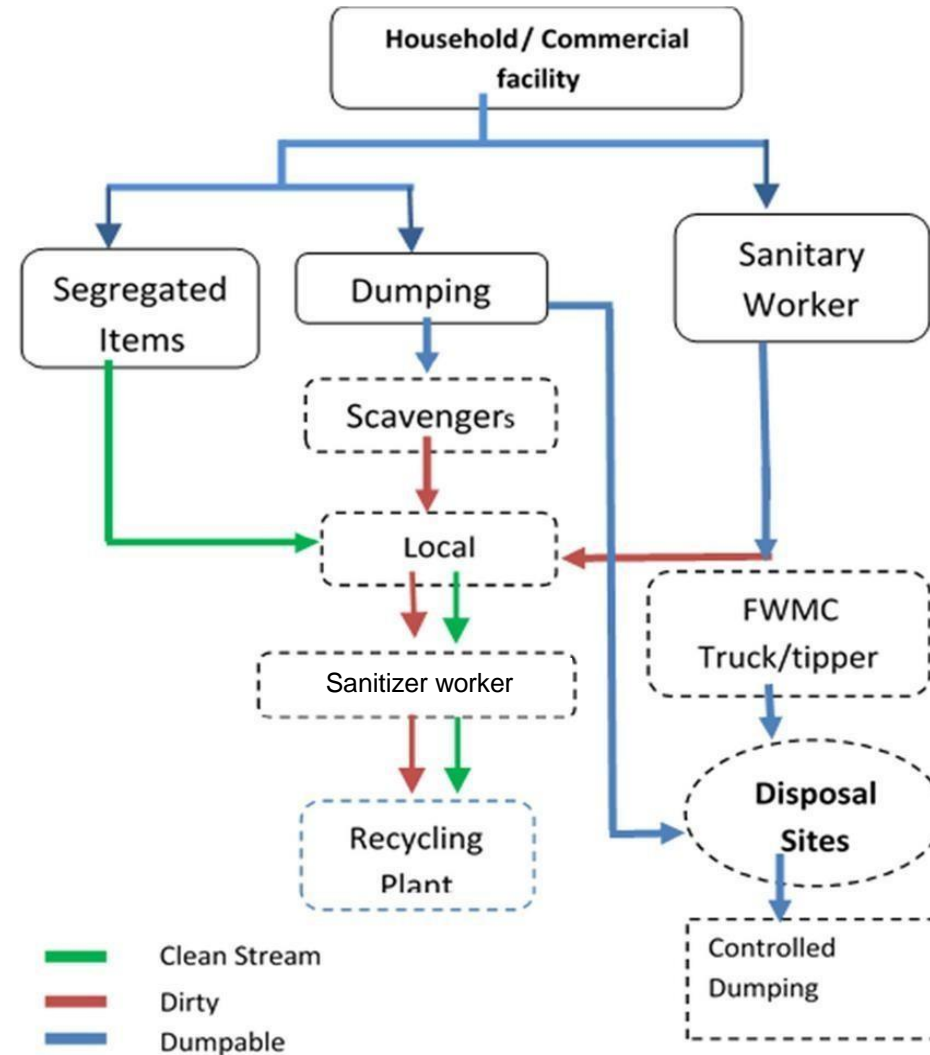 Household/ Commercial
facility
Segregated
Items
Dumping
Sanitary
Worker
Scavengers
Local
FWMC
Truck/tipper
Sanitizer worker
Disposal
Sites
Recycling
Plant
Controlled
Dumping
Clean Stream
Dirty
Dumpable